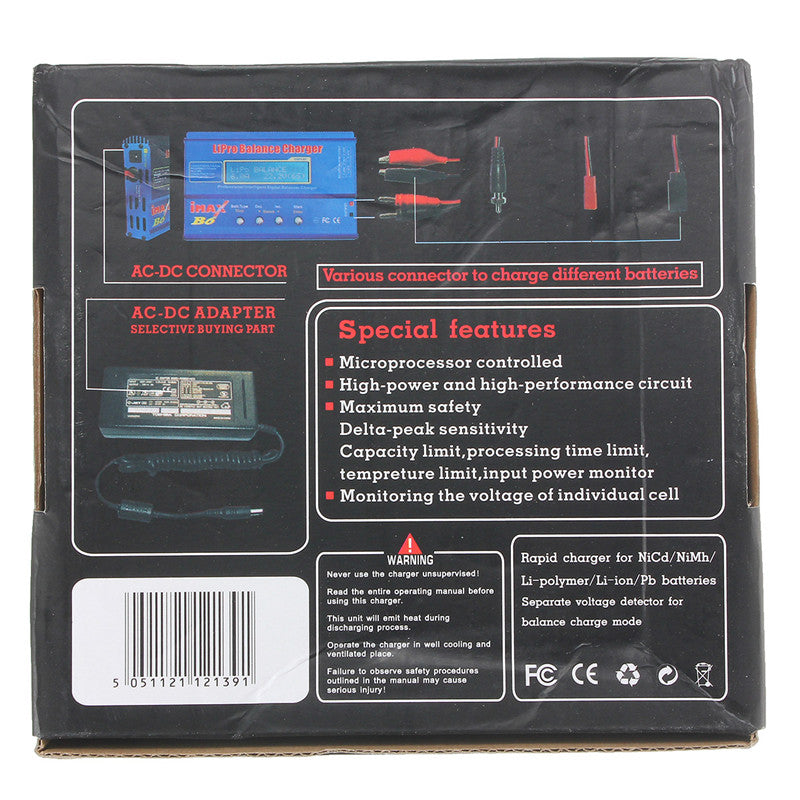 LiPro Balance Charger
LiPo BALANCE
iMAX
B6
AC-DC CONNECTOR
Various connector to charge different batteries
AC-DC ADAPTER
SELECTIVE BUYING PART
Special features
Microprocessor controlled
High-power and high-performance circuit
Maximum safety
Delta-peak sensitivity
Capacity limit,processing time limit,
tempreture limit,input power monitor
Monitoring the voltage of individual cell
WARNING
Never use the charger unsupervised!
Read the entire operating manual before
using this charger.
This unit will emit heat during
discharging process.
Operate the charger in well cooling and
ventilated place.
Failure to observe safety procedures
outlined in the manual may cause
serious injury!
Rapid charger for NiCd/NiMh/
Li-polymer/Li-ion/Pb batteries
Separate voltage detector for
balance charge mode
FC CE
5 051121 121391